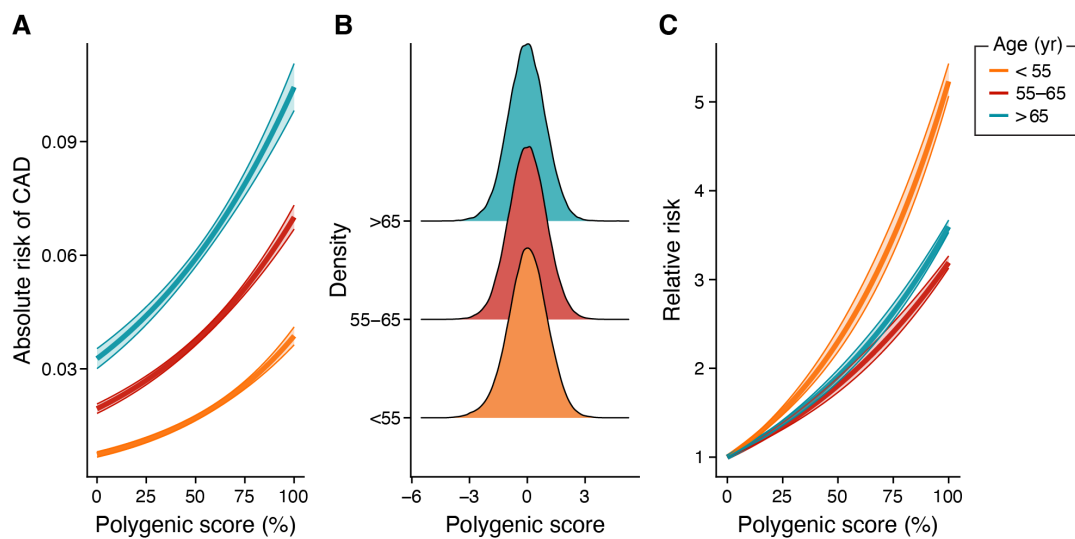 A
Absolute risk of CAD
0.09
0.06
0.03
0 25 50 75 100
Polygenic score (%)
B
Density
>65
55–65
<55
−6 −3 0 3
Polygenic score
C
Relative risk
5
4
3
2
1
0 25 50 75 100
Polygenic score (%)
Age (yr)
< 55
55–65
>65